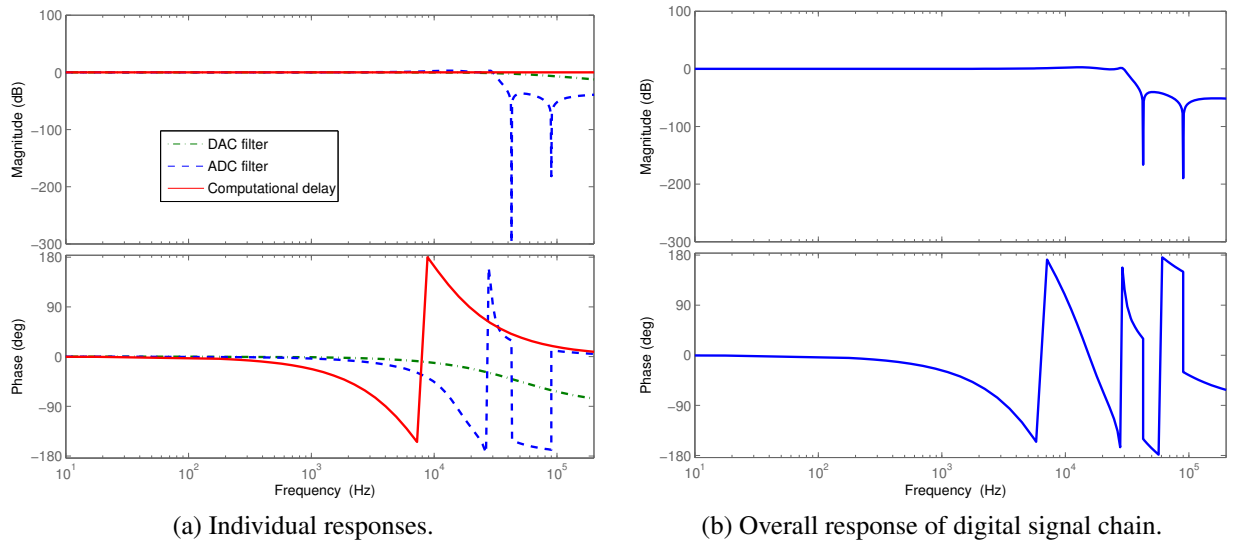 100
0
−100
−200
−300
Magnitude (dB)
DAC filter
ADC filter
Computational delay
180
90
0
−90
−180
Phase (deg)
10^1
10^2
10^3
10^4
10^5
Frequency (Hz)
(a) Individual responses.
100
0
−100
−200
−300
Magnitude (dB)
180
90
0
−90
−180
Phase (deg)
10^1
10^2
10^3
10^4
10^5
Frequency (Hz)
(b) Overall response of digital signal chain.